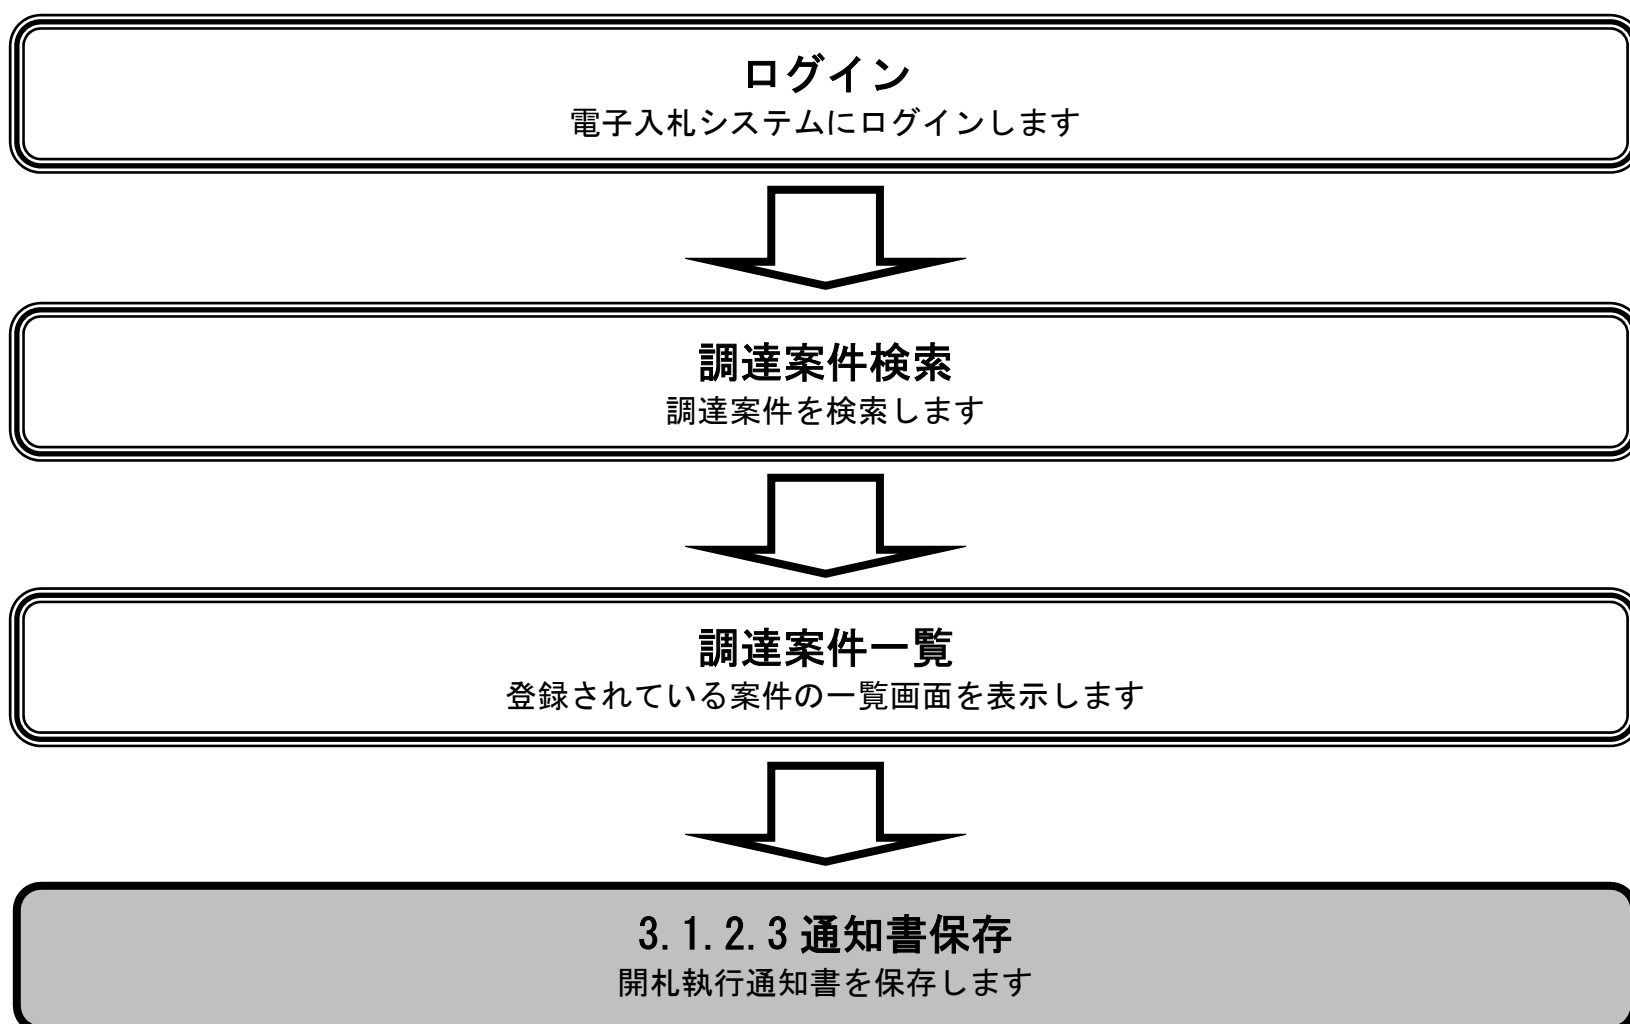 ログイン
電子入札システムにログインします
調達案件検索
調達案件を検索します
調達案件一覧
登録されている案件の一覧画面を表示します
3.1.2.3 通知書保存
開札執行通知書を保存します